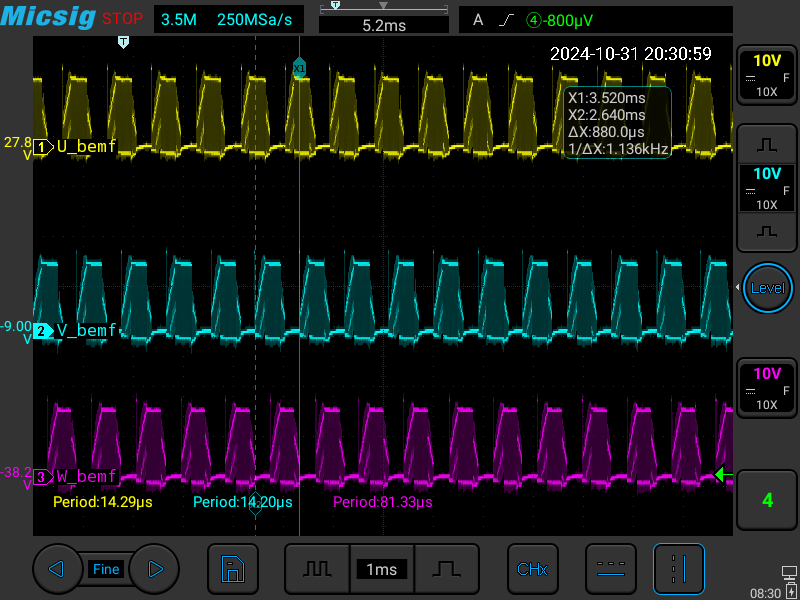 Micsig STOP 3.5M 250MSa/s T 5.2ms A 4 -800μV
T
2024-10-31 20:30:59
X1
X1:3.520ms
X2:2.640ms
ΔX:880.0μs
1/ΔX:1.136kHz
27.8 V 1 U_bemf
10V
F
10X
10V
F
10X
-9.00 V 2 V_bemf
Level
10V
F
10X
-38.2 V 3 W_bemf
Period:14.29μs Period:14.20μs Period:81.33μs
4
Fine 1ms CHx
08:30